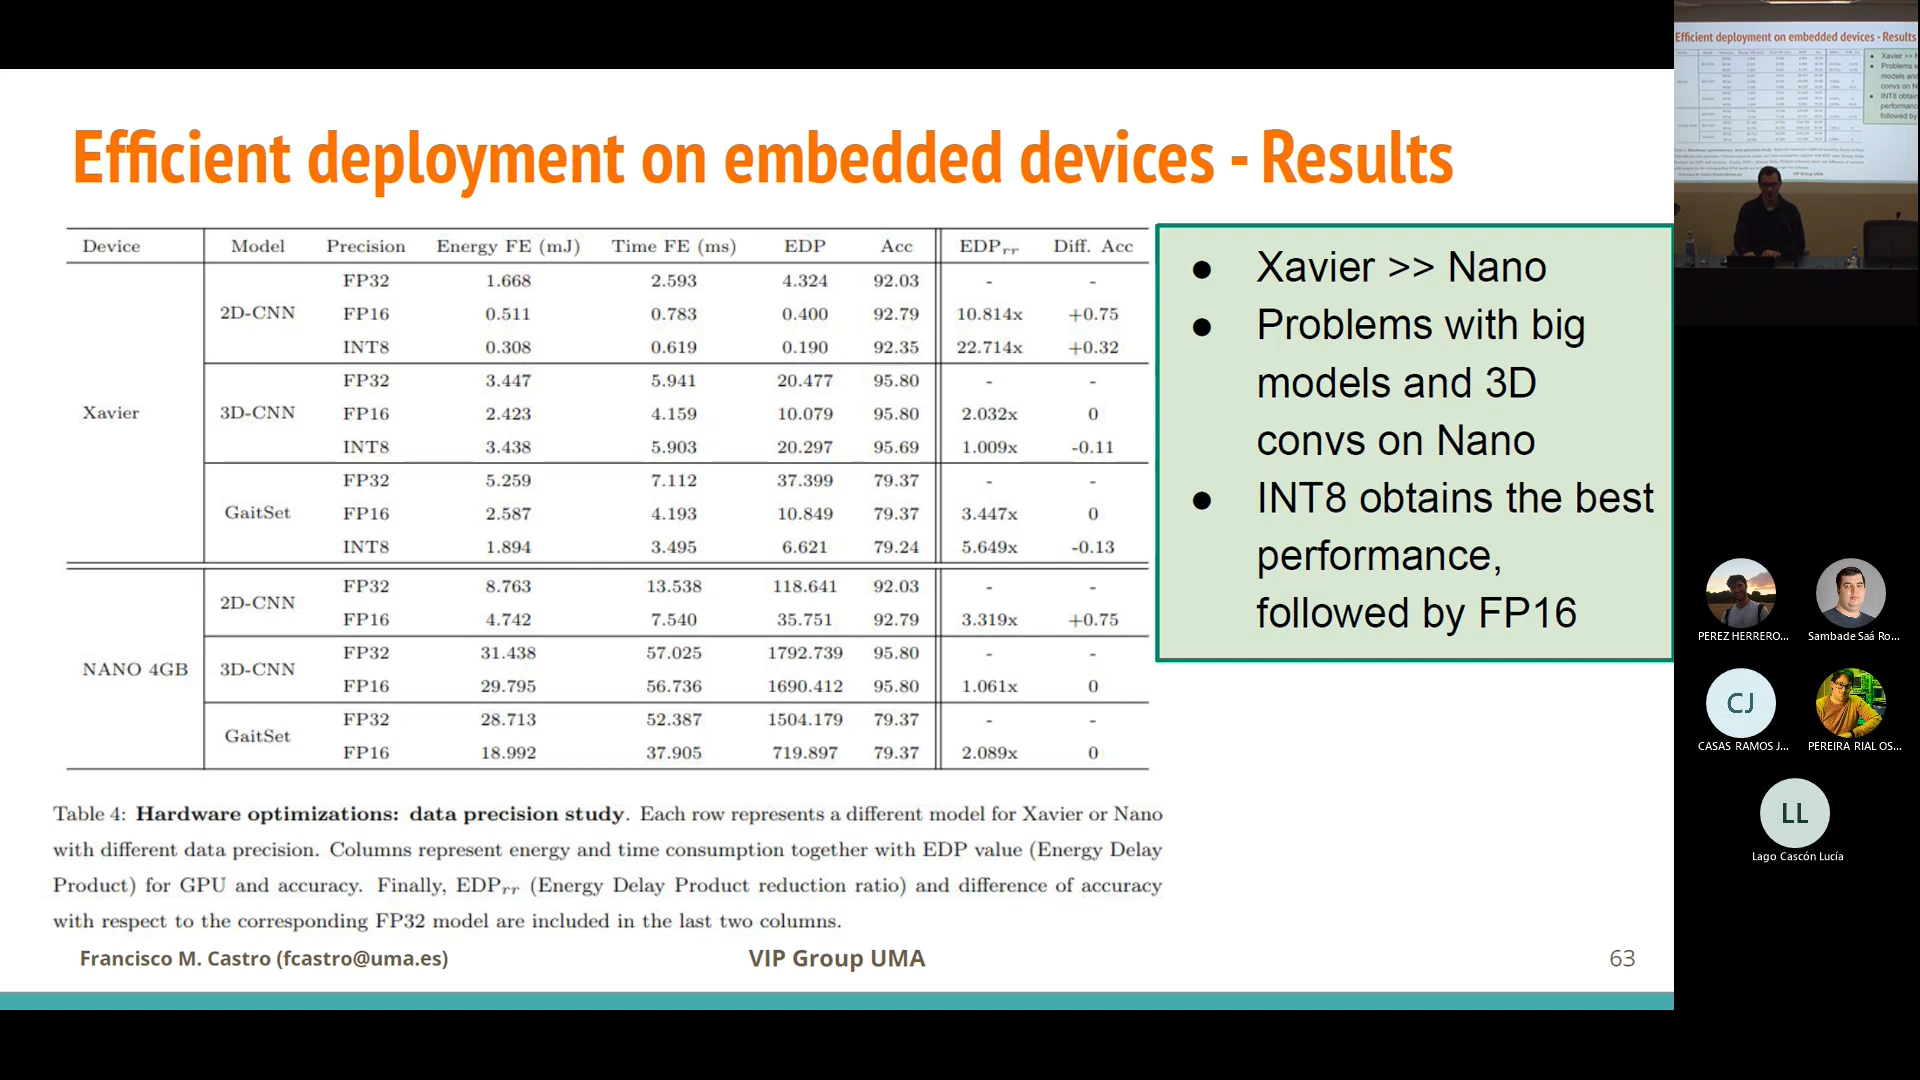 Efficient deployment on embedded devices - Results
Device Model Precision Energy FE (mJ) Time FE (ms) EDP Acc EDPrr Diff. Acc
Xavier
2D-CNN
FP32 1.668 2.593 4.324 92.03 - -
FP16 0.511 0.783 0.400 92.79 10.814x +0.75
INT8 0.308 0.619 0.190 92.35 22.714x +0.32
3D-CNN
FP32 3.447 5.941 20.477 95.80 - -
FP16 2.423 4.159 10.079 95.80 2.032x 0
INT8 3.438 5.903 20.297 95.69 1.009x -0.11
GaitSet
FP32 5.259 7.112 37.399 79.37 - -
FP16 2.587 4.193 10.849 79.37 3.447x 0
INT8 1.894 3.495 6.621 79.24 5.649x -0.13
NANO 4GB
2D-CNN
FP32 8.763 13.538 118.641 92.03 - -
FP16 4.742 7.540 35.751 92.79 3.319x +0.75
3D-CNN
FP32 31.438 57.025 1792.739 95.80 - -
FP16 29.795 56.736 1690.412 95.80 1.061x 0
GaitSet
FP32 28.713 52.387 1504.179 79.37 - -
FP16 18.992 37.905 719.897 79.37 2.089x 0
Table 4: Hardware optimizations: data precision study. Each row represents a different model for Xavier or Nano
with different data precision. Columns represent energy and time consumption together with EDP value (Energy Delay
Product) for GPU and accuracy. Finally, EDPrr (Energy Delay Product reduction ratio) and difference of accuracy
with respect to the corresponding FP32 model are included in the last two columns.
● Xavier >> Nano
● Problems with big
models and 3D
convs on Nano
● INT8 obtains the best
performance,
followed by FP16
Francisco M. Castro (fcastro@uma.es)
VIP Group UMA
63
Efficient deployment on embedded devices - Results
PEREZ HERRERO...
Sambade Saá Ro...
CJ
CASAS RAMOS J...
PEREIRA RIAL OS...
LL
Lago Cascón Lucía